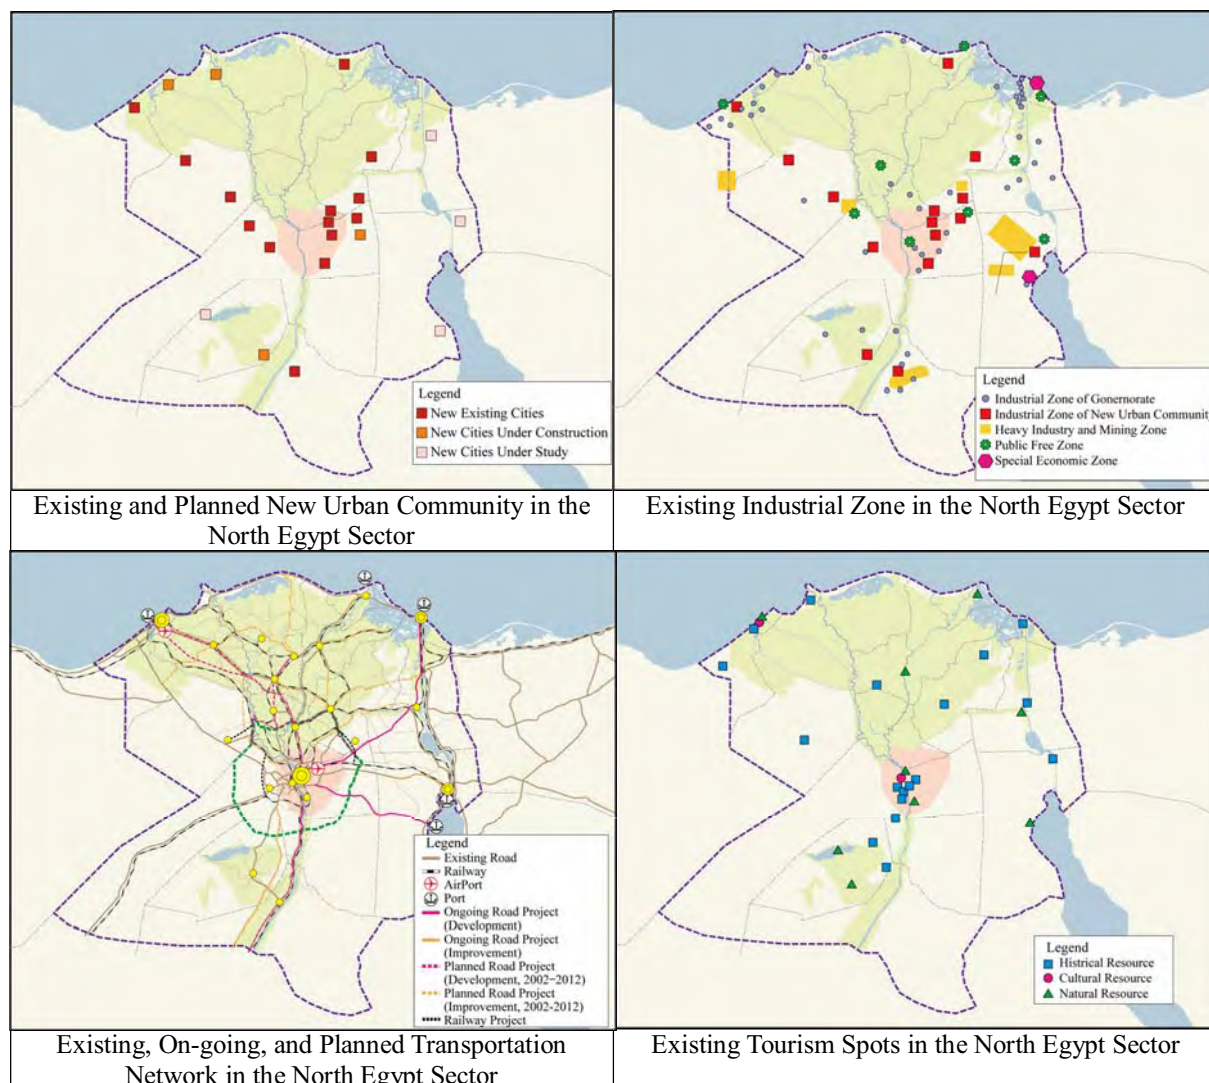 Legend
New Existing Cities
New Cities Under Construction
New Cities Under Study
Existing and Planned New Urban Community in the
North Egypt Sector
Legend
Industrial Zone of Gonernorate
Industrial Zone of New Urban Community
Heavy Industry and Mining Zone
Public Free Zone
Special Economic Zone
Existing Industrial Zone in the North Egypt Sector
Legend
Existing Road
Railway
AirPort
Port
Ongoing Road Project
(Development)
Ongoing Road Project
(Improvement)
Planned Road Project
(Development, 2002-2012)
Planned Road Project
(Improvement, 2002-2012)
Railway Project
Existing, On-going, and Planned Transportation
Network in the North Egypt Sector
Legend
Histrical Resource
Cultural Resource
Natural Resource
Existing Tourism Spots in the North Egypt Sector